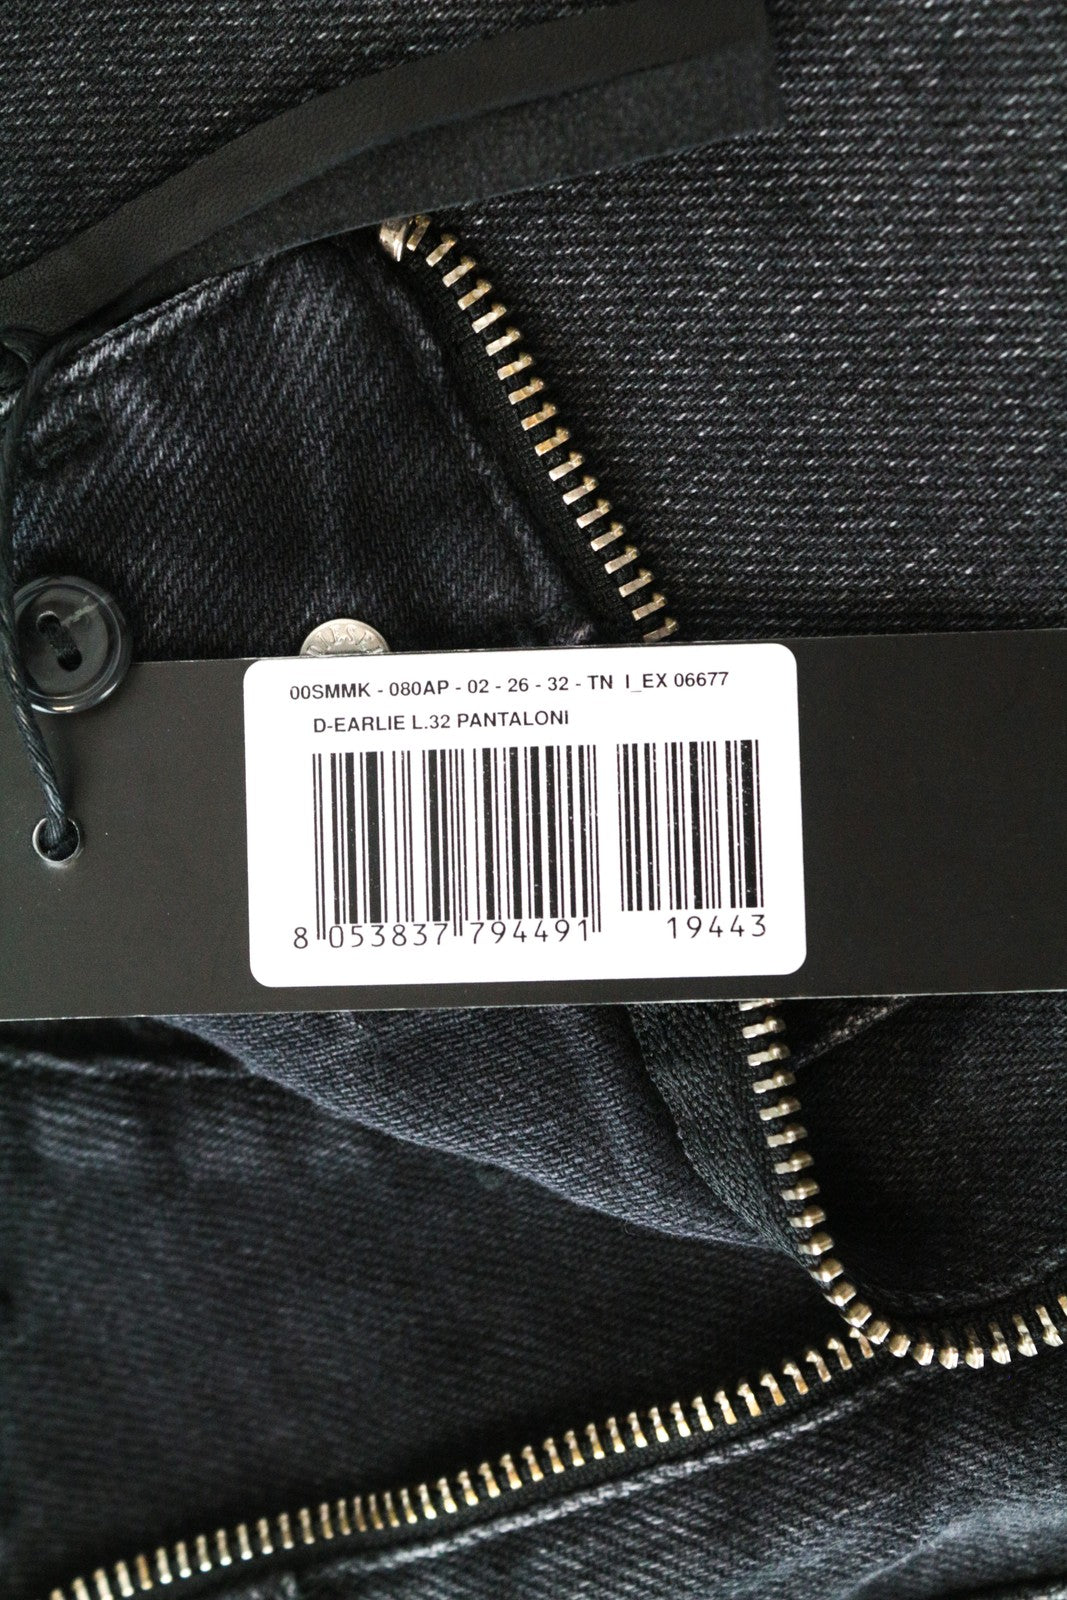 00SMMK - 080AP - 02 - 26 - 32 - TN I_EX 06677
D-EARLIE L.32 PANTALONI
8 053837 794491 19443